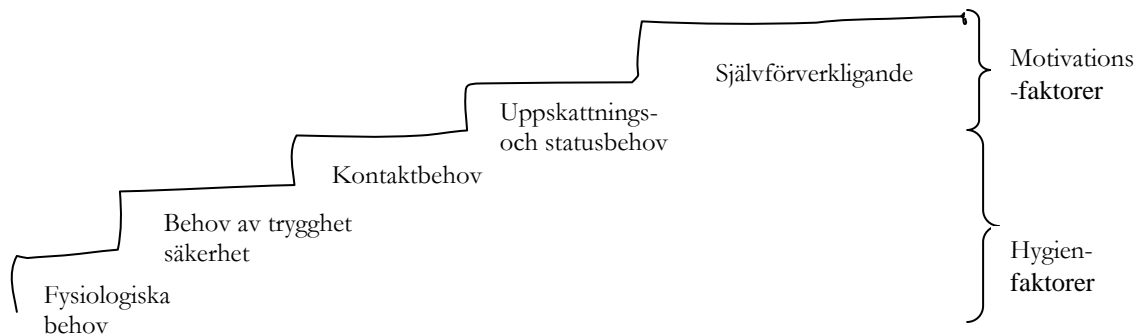 Självförverkligande
Motivations
-faktorer
Uppskattnings-
och statusbehov
Kontaktbehov
Behov av trygghet
säkerhet
Hygien-
faktorer
Fysiologiska
behov